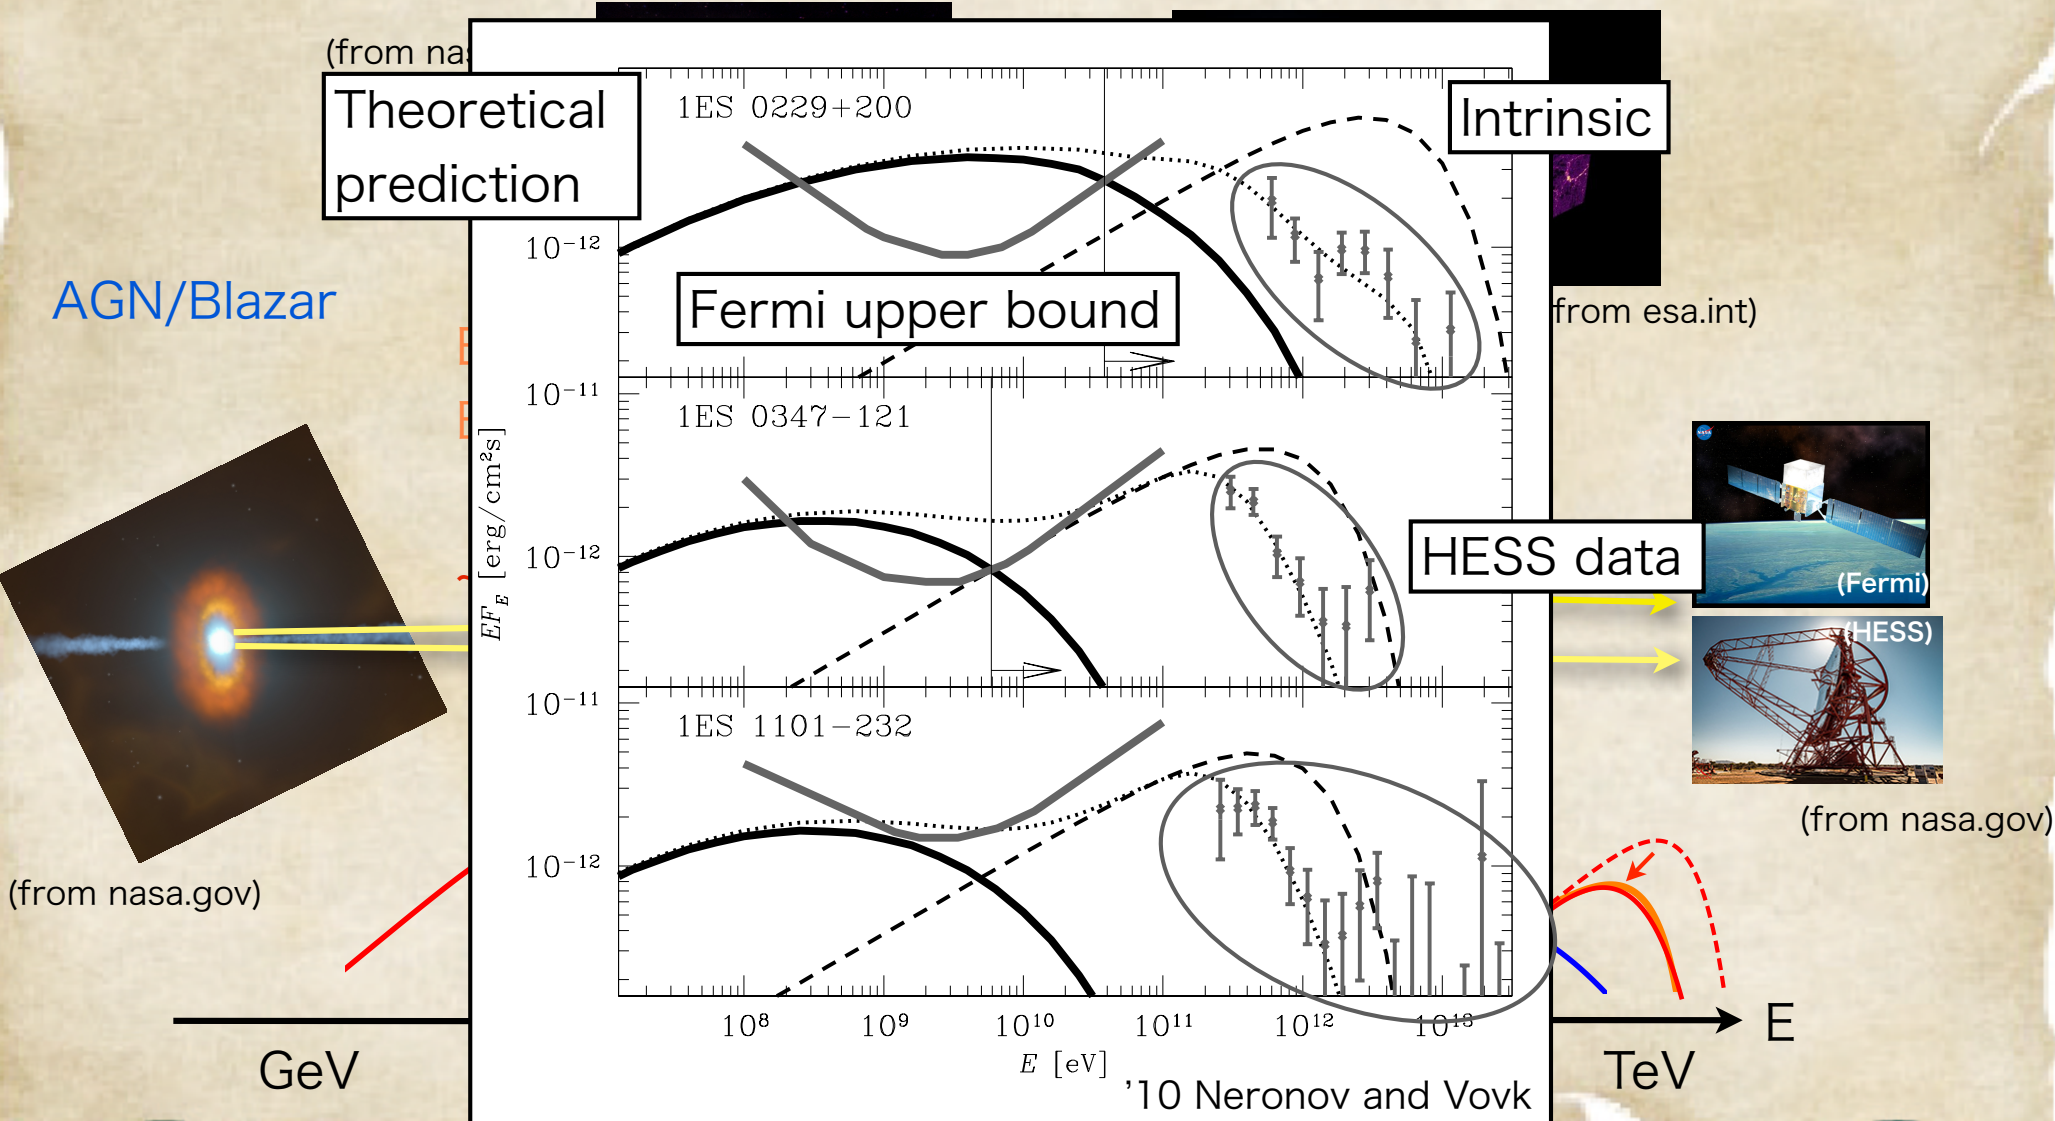 (from nas
Theoretical
prediction
1ES 0229+200
Intrinsic
10⁻¹²
AGN/Blazar
Fermi upper bound
from esa.int)
10⁻¹¹
1ES 0347−121
EF_E [erg/cm²s]
10⁻¹²
HESS data
(Fermi)
(HESS)
10⁻¹¹
1ES 1101−232
(from nasa.gov)
10⁻¹²
(from nasa.gov)
10⁸ 10⁹ 10¹⁰ 10¹¹ 10¹² 10¹³
E
E [eV]
GeV
TeV
'10 Neronov and Vovk